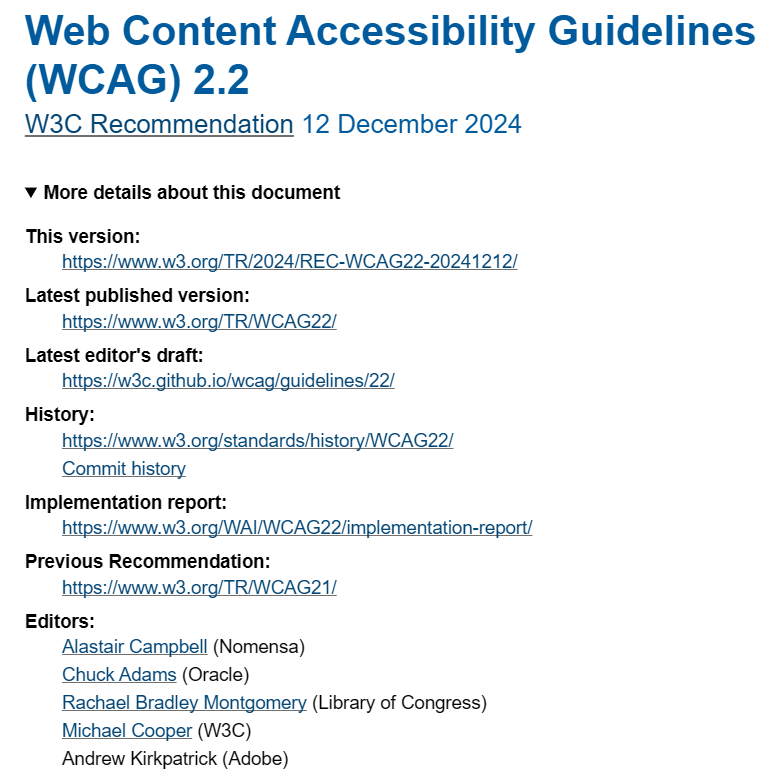 Web Content Accessibility Guidelines
(WCAG) 2.2
W3C Recommendation 12 December 2024
▼ More details about this document
This version:
https://www.w3.org/TR/2024/REC-WCAG22-20241212/
Latest published version:
https://www.w3.org/TR/WCAG22/
Latest editor's draft:
https://w3c.github.io/wcag/guidelines/22/
History:
https://www.w3.org/standards/history/WCAG22/
Commit history
Implementation report:
https://www.w3.org/WAI/WCAG22/implementation-report/
Previous Recommendation:
https://www.w3.org/TR/WCAG21/
Editors:
Alastair Campbell (Nomensa)
Chuck Adams (Oracle)
Rachael Bradley Montgomery (Library of Congress)
Michael Cooper (W3C)
Andrew Kirkpatrick (Adobe)